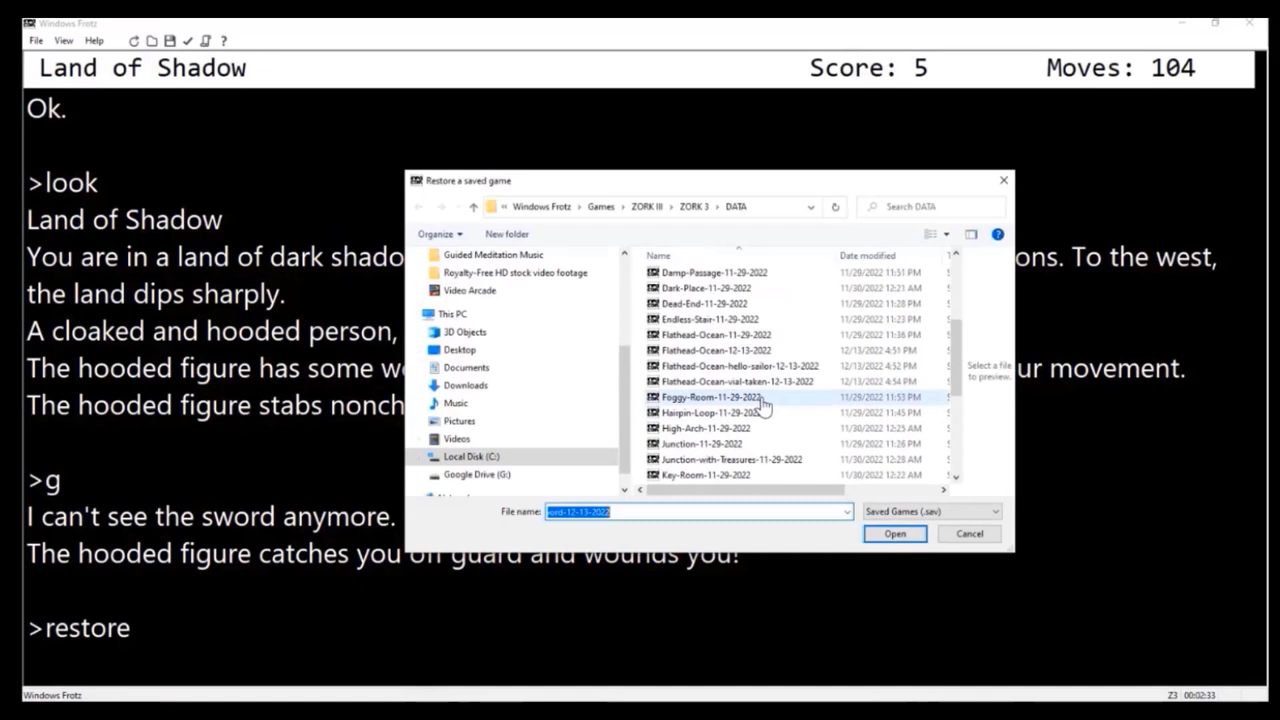 Windows Frotz
File View Help
Land of Shadow Score: 5 Moves: 104
Ok.
>look
Land of Shadow
You are in a land of dark shado ons. To the west,
the land dips sharply.
A cloaked and hooded person,
The hooded figure has some we ur movement.
The hooded figure stabs nonch
>g
I can't see the sword anymore.
The hooded figure catches you off guard and wounds you!
>restore
Restore a saved game
« Windows Frotz > Games > ZORK III > ZORK 3 > DATA
Search DATA
Organize New folder
Guided Meditation Music
Royalty-Free HD stock video footage
Video Arcade
This PC
3D Objects
Desktop
Documents
Downloads
Music
Pictures
Videos
Local Disk (C:)
Google Drive (G:)
Name Date modified
Damp-Passage-11-29-2022 11/29/2022 11:51 PM
Dark-Place-11-29-2022 11/30/2022 12:21 AM
Dead-End-11-29-2022 11/29/2022 11:28 PM
Endless-Stair-11-29-2022 11/29/2022 11:23 PM
Flathead-Ocean-11-29-2022 11/29/2022 11:36 PM
Flathead-Ocean-12-13-2022 12/13/2022 4:51 PM
Flathead-Ocean-hello-sailor-12-13-2022 12/13/2022 4:52 PM
Flathead-Ocean-vial-taken-12-13-2022 12/13/2022 4:54 PM
Foggy-Room-11-29-2022 11/29/2022 11:53 PM
Hairpin-Loop-11-29-2022 11/29/2022 11:45 PM
High-Arch-11-29-2022 11/30/2022 12:25 AM
Junction-11-29-2022 11/29/2022 11:26 PM
Junction-with-Treasures-11-29-2022 11/30/2022 12:28 AM
Key-Room-11-29-2022 11/30/2022 12:22 AM
Select a file
to preview.
File name: ord-12-13-2022 Saved Games (.sav)
Open Cancel
Windows Frotz Z3 00:02:33